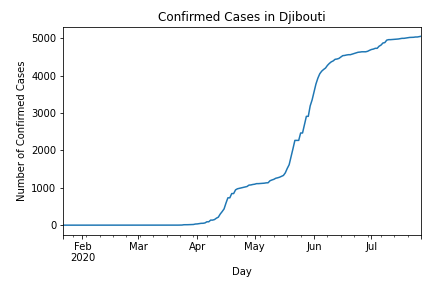 Confirmed Cases in Djibouti
Number of Confirmed Cases
5000
4000
3000
2000
1000
0
Feb
2020
Mar
Apr
May
Jun
Jul
Day